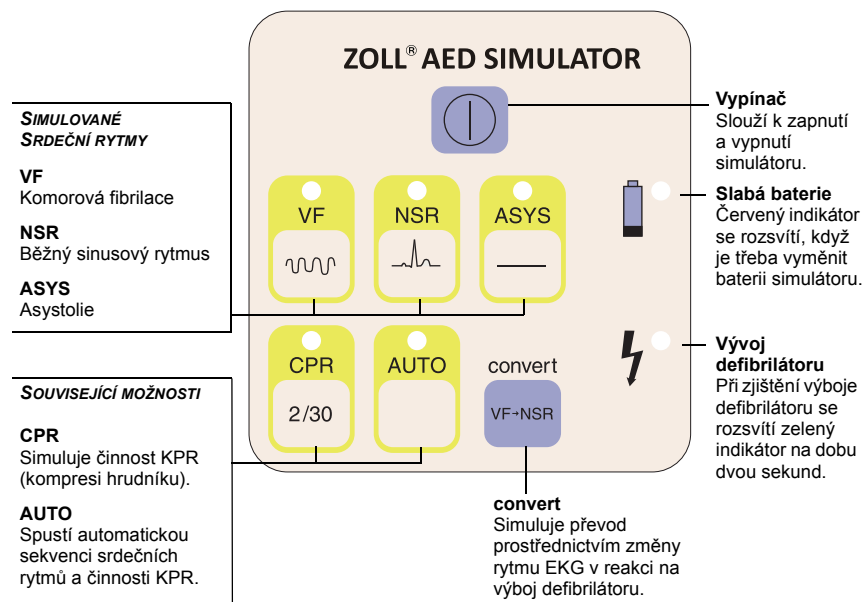 ZOLL® AED SIMULATOR
SIMULOVANÉ
SRDEČNÍ RYTMY
VF
Komorová fibrilace
NSR
Běžný sinusový rytmus
ASYS
Asystolie
SOUVISEJÍCÍ MOŽNOSTI
CPR
Simuluje činnost KPR
(kompresi hrudníku).
AUTO
Spustí automatickou
sekvenci srdečních
rytmů a činnosti KPR.
VF
NSR
ASYS
CPR
2/30
AUTO
convert
VF→NSR
Vypínač
Slouží k zapnutí
a vypnutí
simulátoru.
Slabá baterie
Červený indikátor
se rozsvítí, když
je třeba vyměnit
baterii simulátoru.
Vývoj
defibrilátoru
Při zjištění výboje
defibrilátoru se
rozsvítí zelený
indikátor na dobu
dvou sekund.
convert
Simuluje převod
prostřednictvím změny
rytmu EKG v reakci na
výboj defibrilátoru.